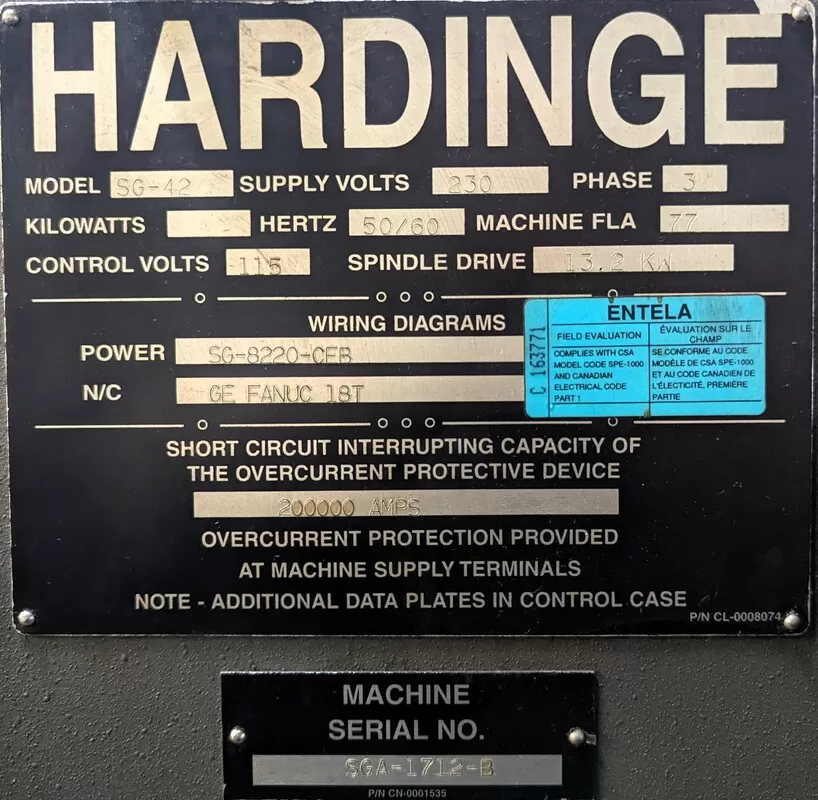 HARDINGE
MODEL SG-42 SUPPLY VOLTS 230 PHASE 3
KILOWATTS HERTZ 50/60 MACHINE FLA 77
CONTROL VOLTS 115 SPINDLE DRIVE 13.2 KW
WIRING DIAGRAMS
POWER SG-8220-CFB
N/C GE FANUC 18T
C 163771
ENTELA
FIELD EVALUATION
COMPLIES WITH CSA
MODEL CODE SPE-1000
AND CANADIAN
ELECTRICAL CODE
PART 1
ÉVALUATION SUR LE
CHAMP
SE CONFORME AU CODE
MODÈLE DE CSA SPE-1000
ET AU CODE CANADIEN DE
L'ÉLECTICITÉ, PREMIÈRE
PARTIE
SHORT CIRCUIT INTERRUPTING CAPACITY OF
THE OVERCURRENT PROTECTIVE DEVICE
200000 AMPS
OVERCURRENT PROTECTION PROVIDED
AT MACHINE SUPPLY TERMINALS
NOTE - ADDITIONAL DATA PLATES IN CONTROL CASE
P/N CL-0008074
MACHINE
SERIAL NO.
SGA-1712-B
P/N CN-0001535